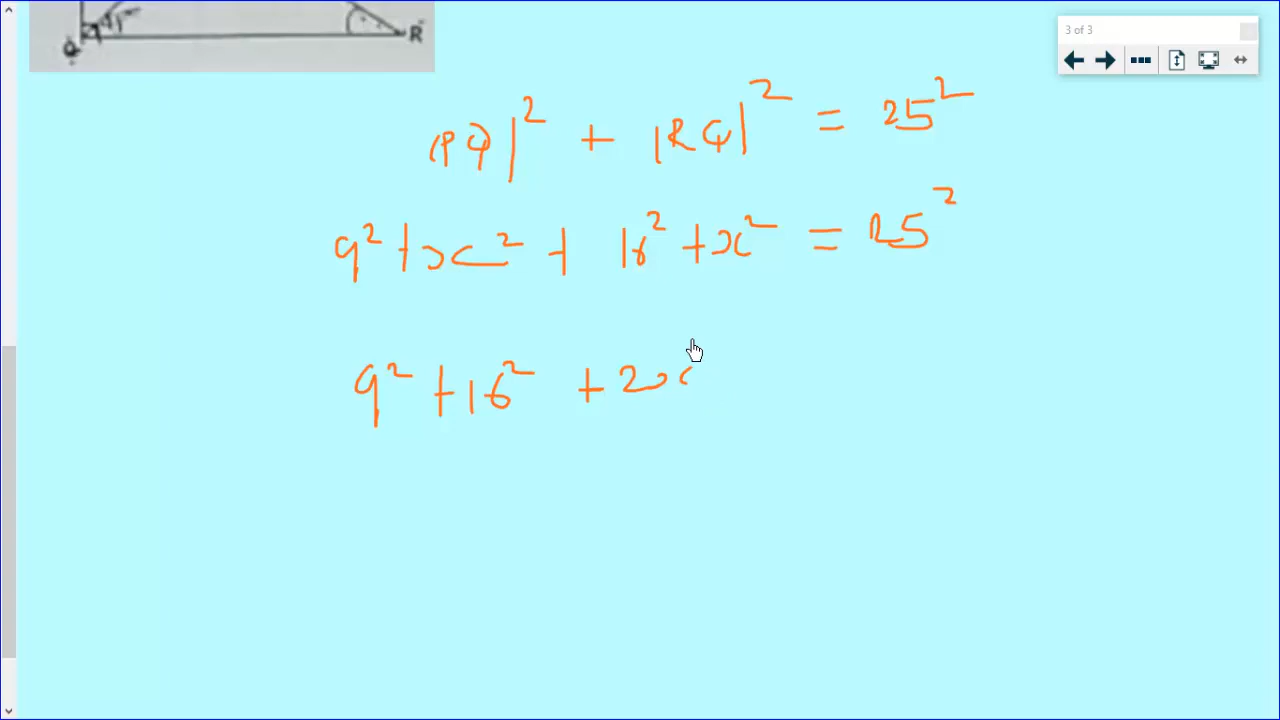 3 of 3
Q R
|PQ|² + |RQ|² = 25²
9² + x² + 16² + x² = 25²
9² + 16² + 2x